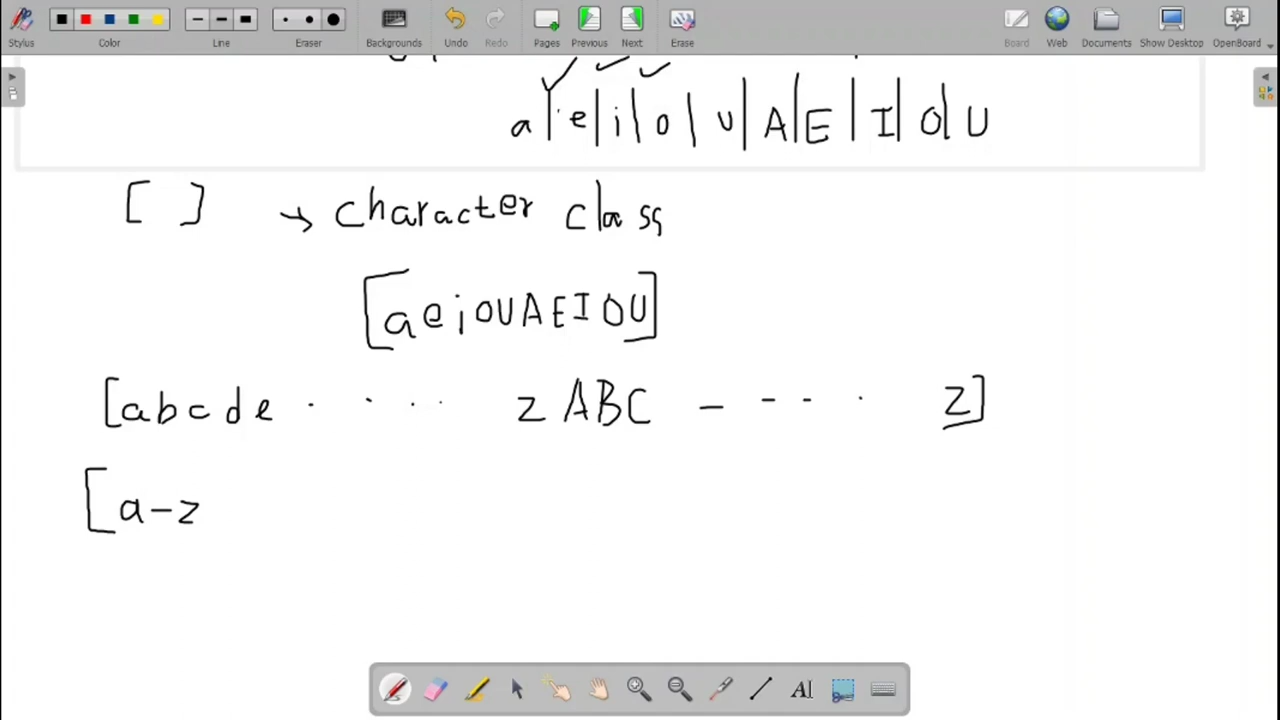 Stylus Color Line Eraser Backgrounds Undo Redo Pages Previous Next Erase Board Web Documents Show Desktop OpenBoard
a|e|i|o|U|A|E|I|O|U
[ ] → character class
[aeiOUAEIOU]
[abcde · · · · z ABC - - - · Z]
[a-z